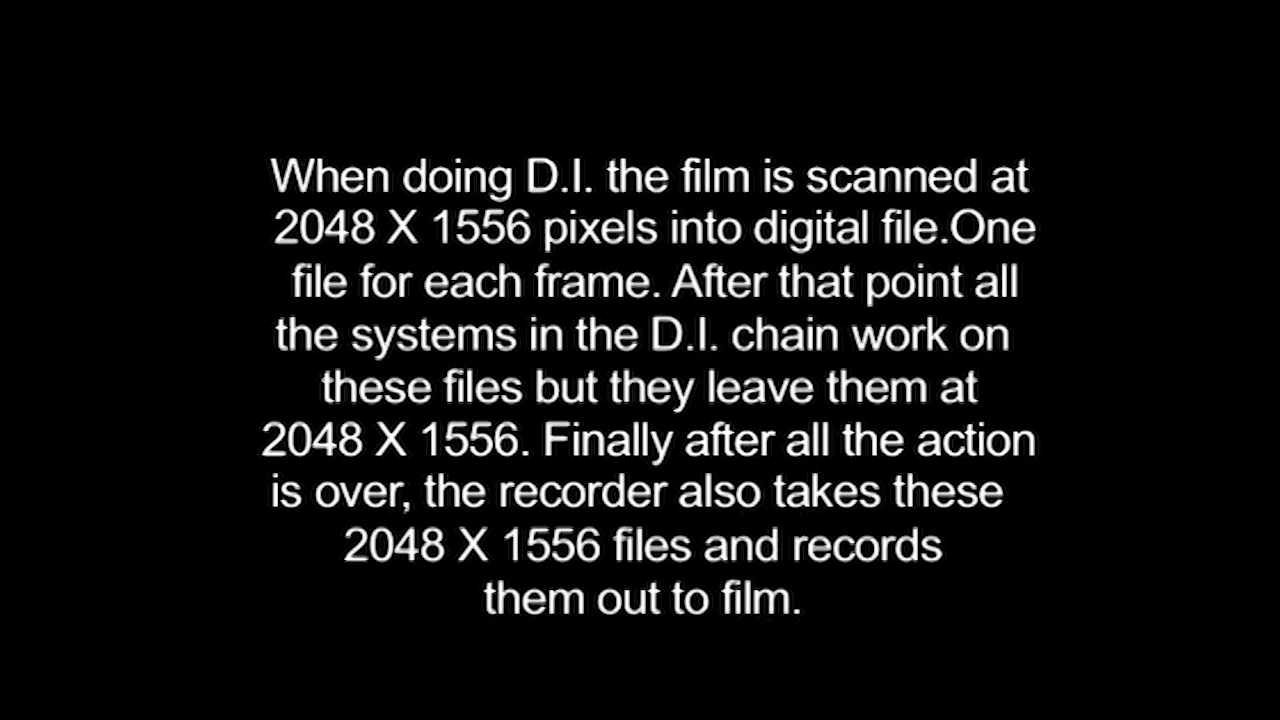 When doing D.I. the film is scanned at
2048 X 1556 pixels into digital file.One
file for each frame. After that point all
the systems in the D.I. chain work on
these files but they leave them at
2048 X 1556. Finally after all the action
is over, the recorder also takes these
2048 X 1556 files and records
them out to film.